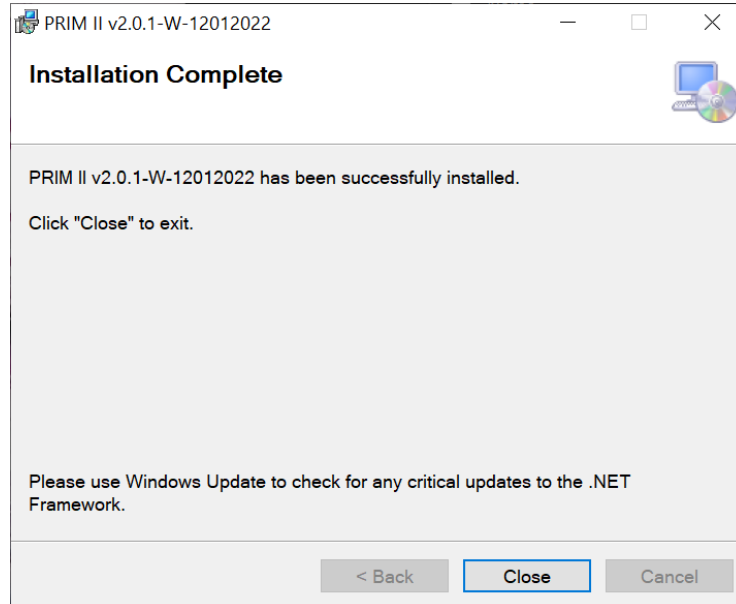 PRIM II v2.0.1-W-12012022
Installation Complete
PRIM II v2.0.1-W-12012022 has been successfully installed.
Click "Close" to exit.
Please use Windows Update to check for any critical updates to the .NET
Framework.
< Back
Close
Cancel